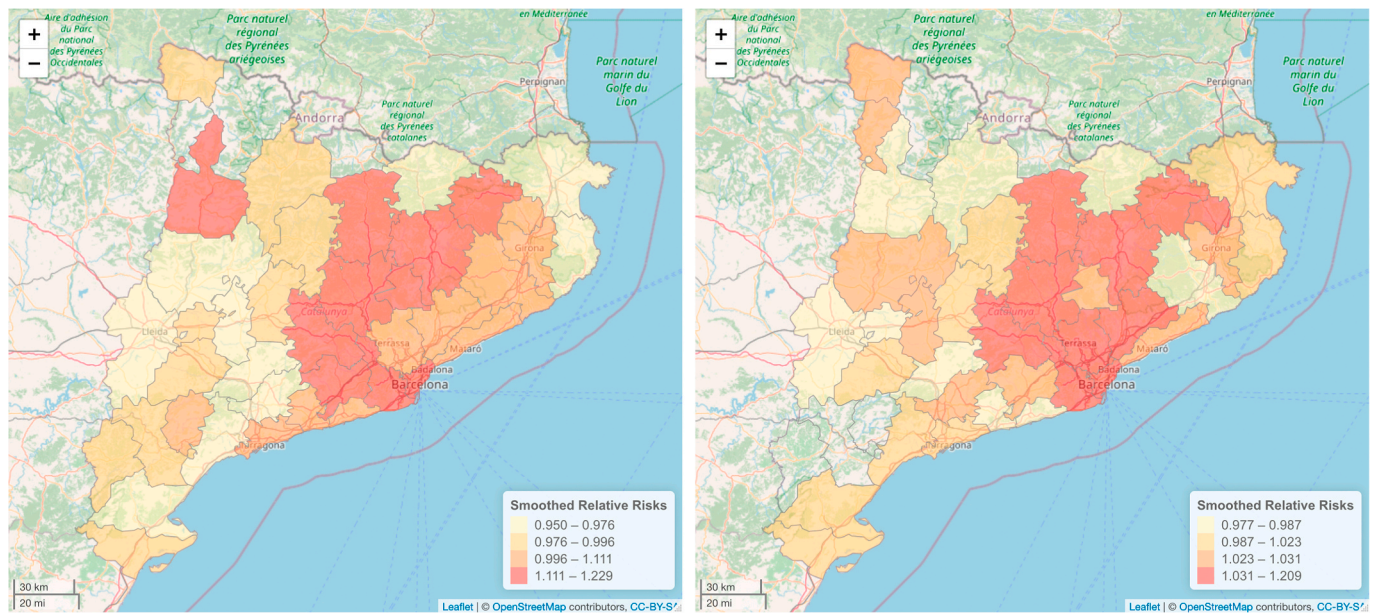 +
−
Aire d'adhésion
du Parc
national
des Pyrénées
Occidentales
Parc naturel
régional
des Pyrénées
ariégeoises
en Méditerranée
Parc naturel
marin du
Golfe du
Lion
Perpignan
Parc naturel
régional
des Pyrénées
catalanes
Andorra
Girona
Catalunya
Lleida
Terrassa
Mataró
Badalona
Barcelona
Tarragona
Smoothed Relative Risks
0.950 – 0.976
0.976 – 0.996
0.996 – 1.111
1.111 – 1.229
30 km
20 mi
Leaflet | © OpenStreetMap contributors, CC-BY-SA
+
−
Aire d'adhésion
du Parc
national
des Pyrénées
Occidentales
Parc naturel
régional
des Pyrénées
ariégeoises
en Méditerranée
Parc naturel
marin du
Golfe du
Lion
Perpignan
Parc naturel
régional
des Pyrénées
catalanes
Andorra
Girona
Catalunya
Lleida
Terrassa
Mataró
Badalona
Barcelona
Tarragona
Smoothed Relative Risks
0.977 – 0.987
0.987 – 1.023
1.023 – 1.031
1.031 – 1.209
30 km
20 mi
Leaflet | © OpenStreetMap contributors, CC-BY-SA